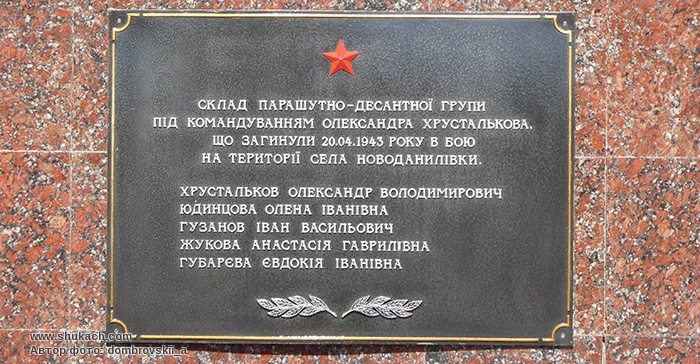 СКЛАД ПАРАШУТНО-ДЕСАНТНОЇ ГРУПИ
ПІД КОМАНДУВАННЯМ ОЛЕКСАНДРА ХРУСТАЛЬКОВА,
ЩО ЗАГИНУЛИ 20.04.1943 РОКУ В БОЮ
НА ТЕРИТОРІЇ СЕЛА НОВОДАНИЛІВКИ.
ХРУСТАЛЬКОВ ОЛЕКСАНДР ВОЛОДИМИРОВИЧ
ЮДИНЦОВА ОЛЕНА ІВАНІВНА
ГУЗАНОВ ІВАН ВАСИЛЬОВИЧ
ЖУКОВА АНАСТАСІЯ ГАВРИЛІВНА
ГУБАРЄВА ЄВДОКІЯ ІВАНІВНА
www.shukach.com
Автор фото: dombrovskii_a